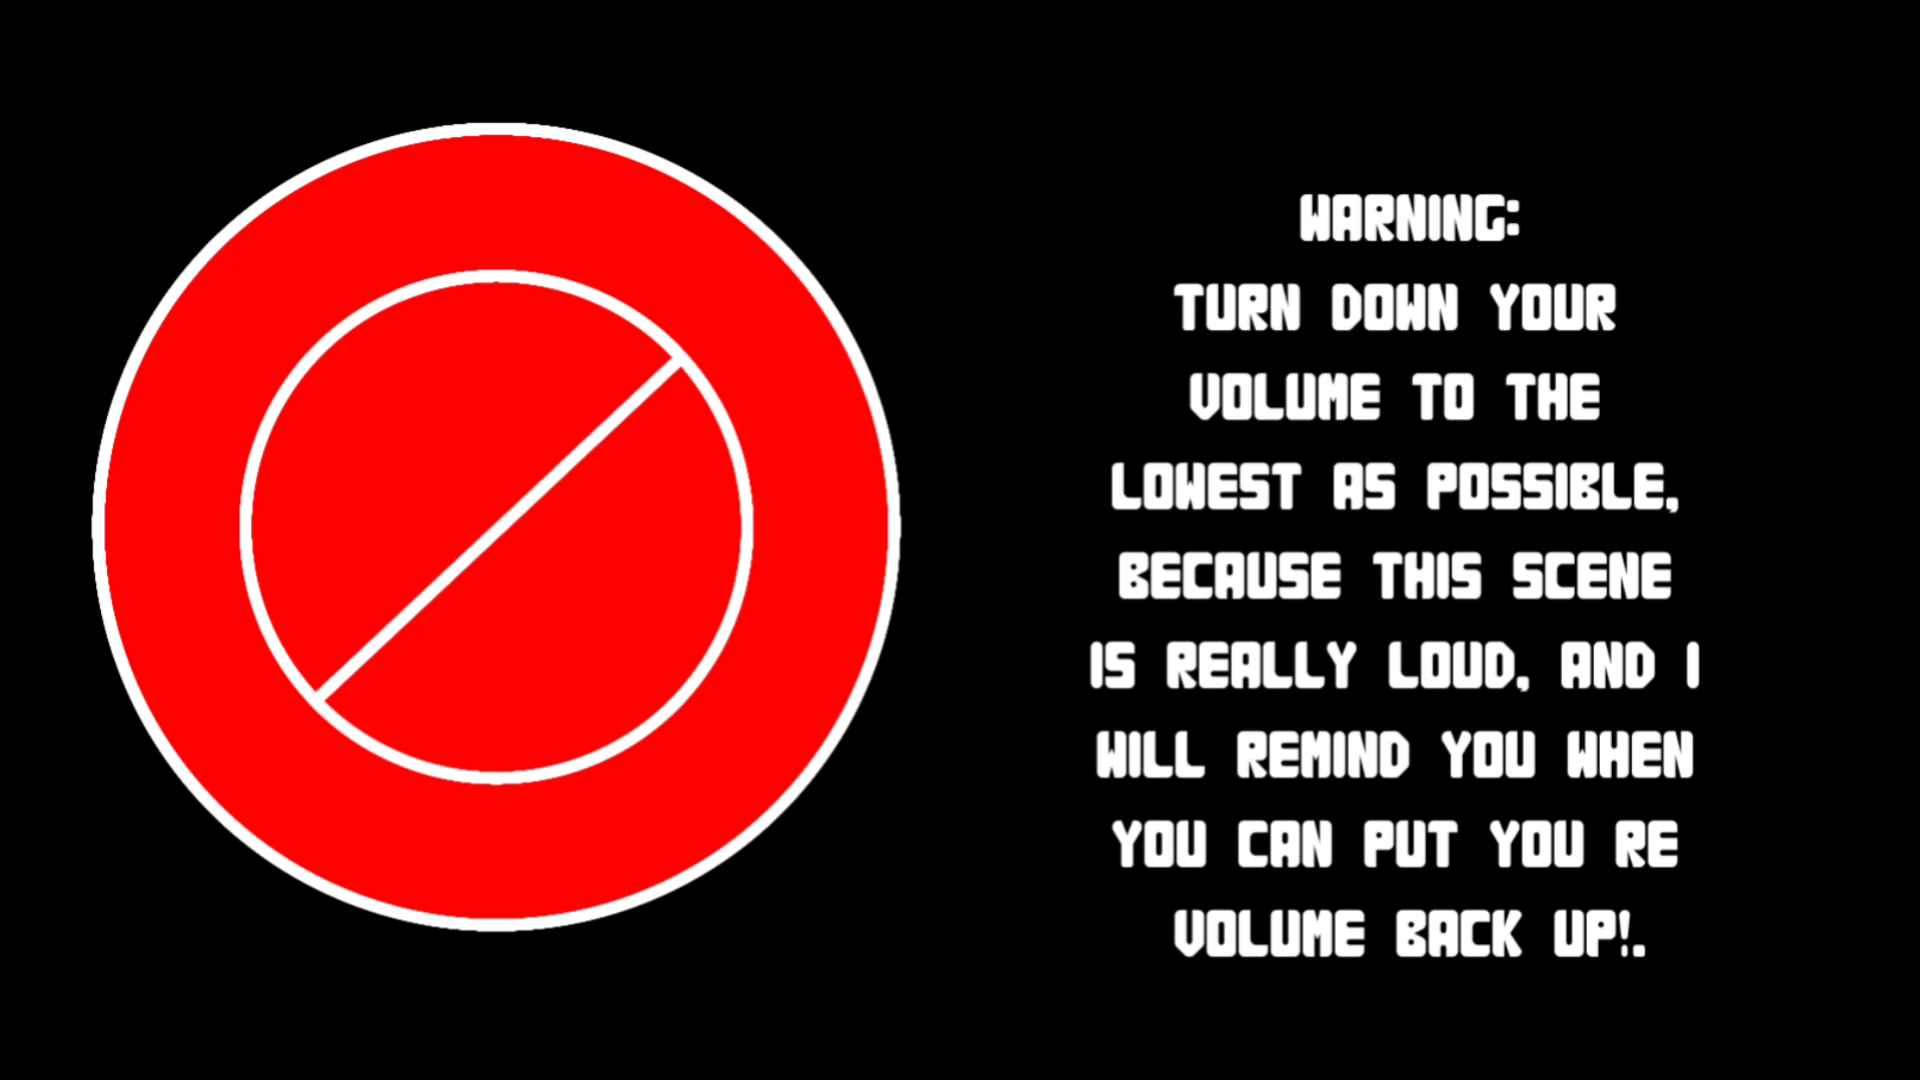 WARNING:
TURN DOWN YOUR
VOLUME TO THE
LOWEST AS POSSIBLE,
BECAUSE THIS SCENE
IS REALLY LOUD, AND I
WILL REMIND YOU WHEN
YOU CAN PUT YOU RE
VOLUME BACK UP!.